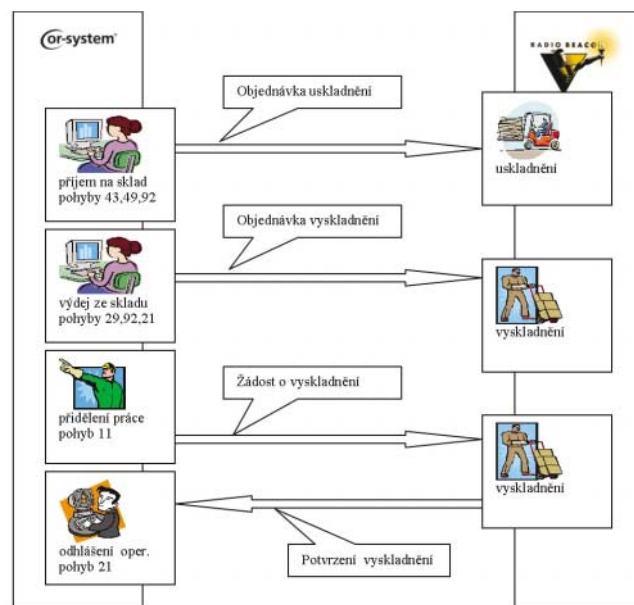 or-system
RADIO BEACON
Objednávka uskladnění
příjem na sklad
pohyby 43,49,92
uskladnění
Objednávka vyskladnění
výdej ze skladu
pohyby 29,92,21
vyskladnění
Žádost o vyskladnění
přidělení práce
pohyb 11
vyskladnění
odhlášení oper.
pohyb 21
Potvrzení vyskladnění